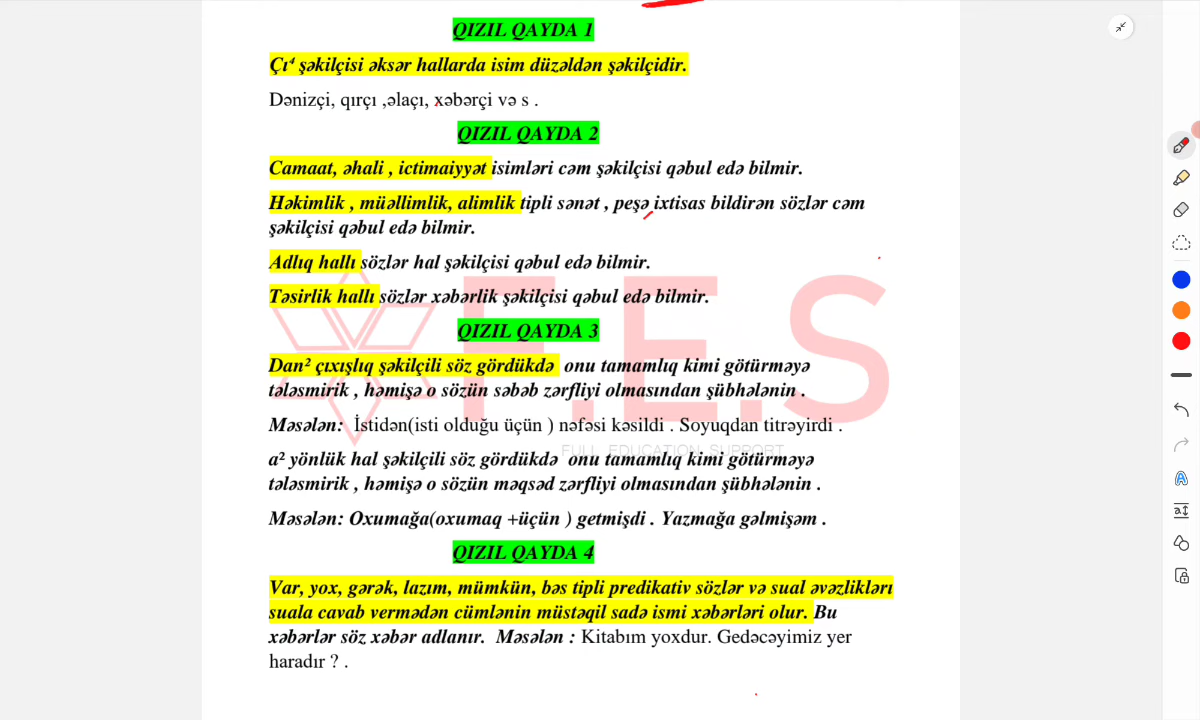 QIZIL QAYDA 1
Çı⁴ şəkilçisi əksər hallarda isim düzəldən şəkilçidir.
Dənizçi, qırçı ,əlaçı, xəbərçi və s .
QIZIL QAYDA 2
Camaat, əhali , ictimaiyyət isimləri cəm şəkilçisi qəbul edə bilmir.
Həkimlik , müəllimlik, alimlik tipli sənət , peşə ixtisas bildirən sözlər cəm
şəkilçisi qəbul edə bilmir.
Adlıq hallı sözlər hal şəkilçisi qəbul edə bilmir.
Təsirlik hallı sözlər xəbərlik şəkilçisi qəbul edə bilmir.
F.E.S
QIZIL QAYDA 3
Dan² çıxışlıq şəkilçili söz gördükdə onu tamamlıq kimi götürməyə
tələsmirik , həmişə o sözün səbəb zərfliyi olmasından şübhələnin .
Məsələn: İstidən(isti olduğu üçün ) nəfəsi kəsildi . Soyuqdan titrəyirdi .
FULL EDUCATION SUPPORT
a² yönlük hal şəkilçili söz gördükdə onu tamamlıq kimi götürməyə
tələsmirik , həmişə o sözün məqsəd zərfliyi olmasından şübhələnin .
Məsələn: Oxumağa(oxumaq +üçün ) getmişdi . Yazmağa gəlmişəm .
QIZIL QAYDA 4
Var, yox, gərək, lazım, mümkün, bəs tipli predikativ sözlər və sual əvəzlikləri
suala cavab vermədən cümlənin müstəqil sadə ismi xəbərləri olur. Bu
xəbərlər söz xəbər adlanır. Məsələn : Kitabım yoxdur. Gedəcəyimiz yer
haradır ? .